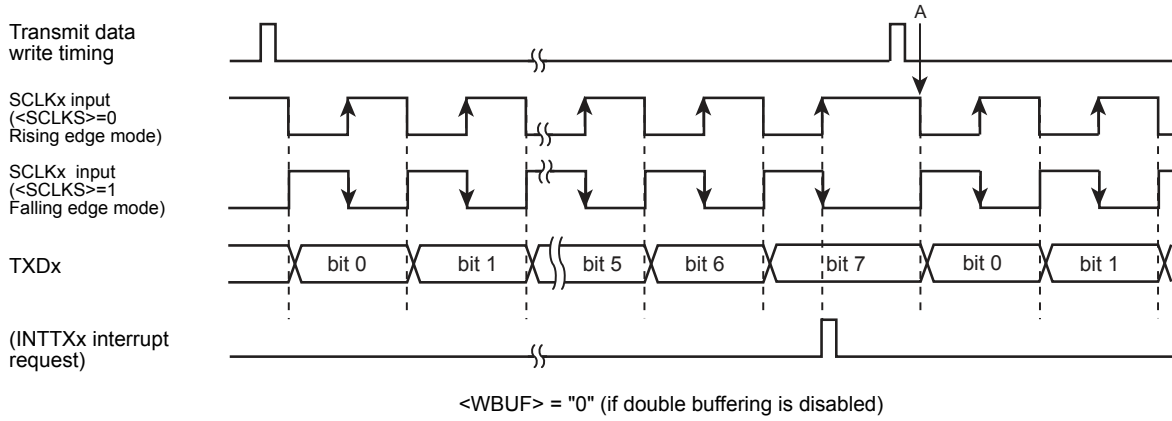 Transmit data
write timing
A
SCLKx input
(<SCLKS>=0
Rising edge mode)
SCLKx input
(<SCLKS>=1
Falling edge mode)
TXDx
bit 0 bit 1 bit 5 bit 6 bit 7 bit 0 bit 1
(INTTXx interrupt
request)
<WBUF> = "0" (if double buffering is disabled)